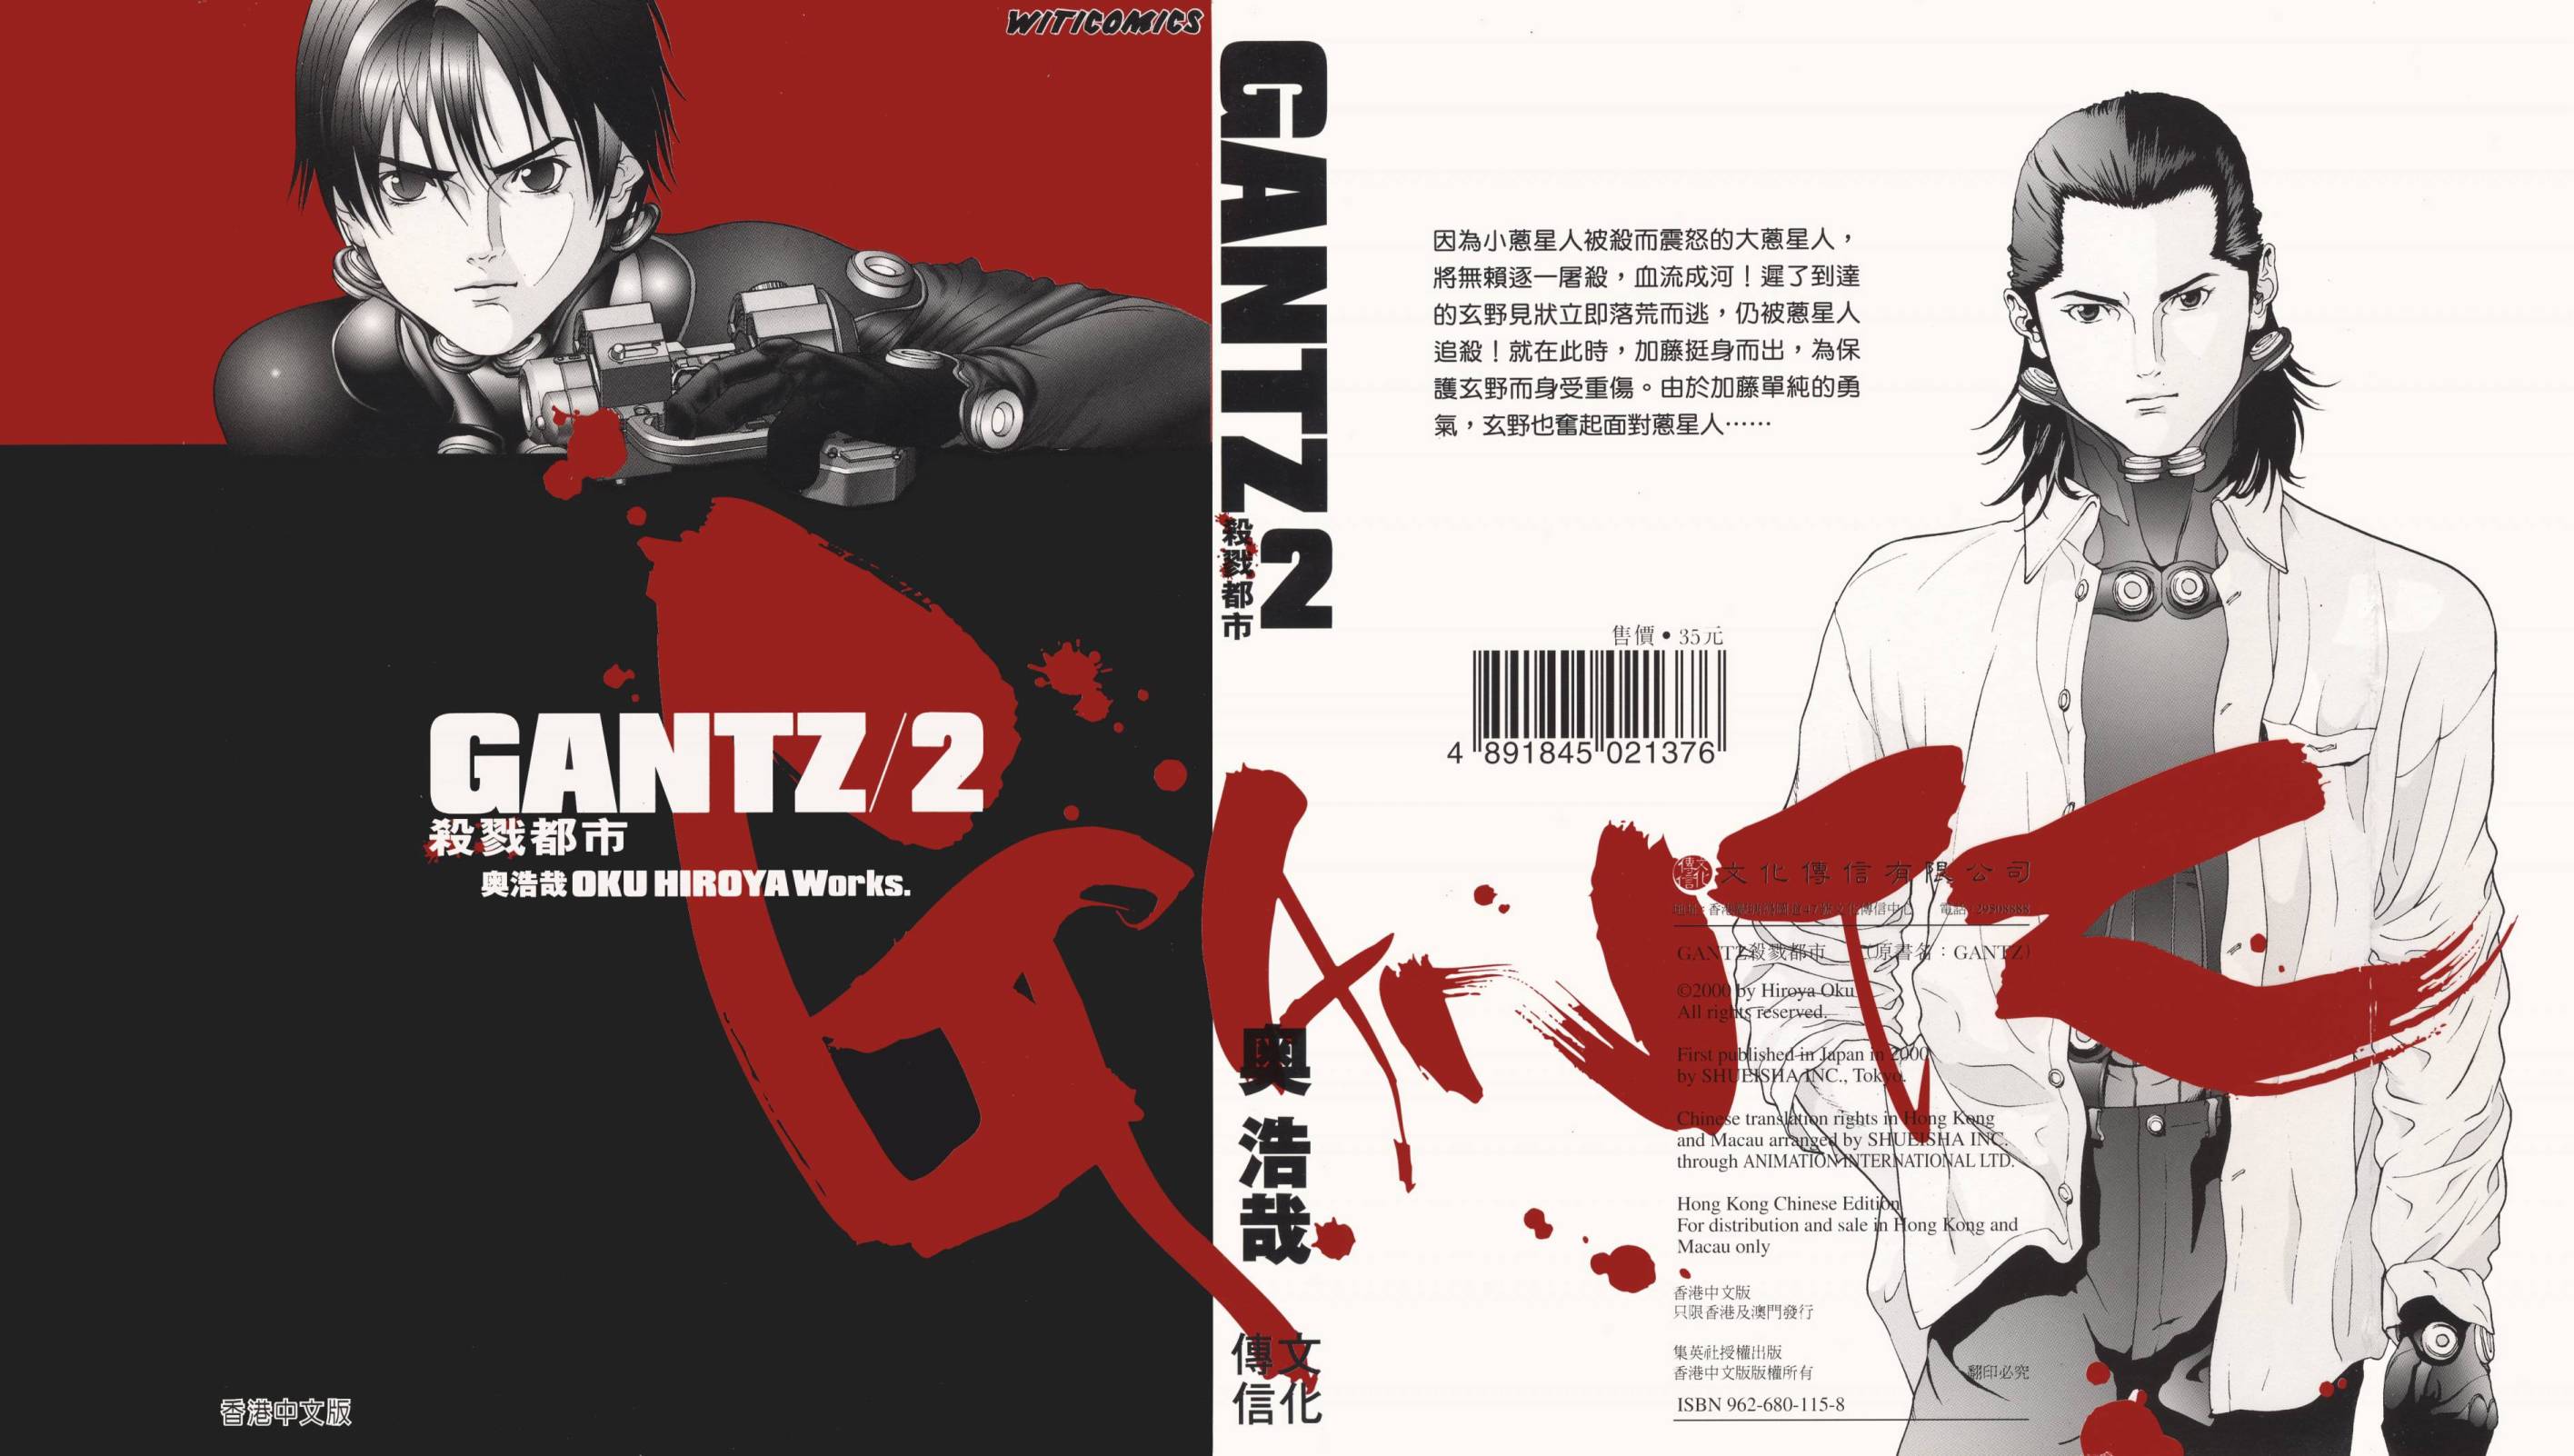 WITICOMICS
GANTZ/2
殺戮都市
奥浩哉 OKU HIROYA Works.
香港中文版
GANTZ 2
殺戮都市
奥浩哉
文化
傳信
因為小蔥星人被殺而震怒的大蔥星人，
將無賴逐一屠殺，血流成河！遲了到達
的玄野見狀立即落荒而逃，仍被蔥星人
追殺！就在此時，加藤挺身而出，為保
護玄野而身受重傷。由於加藤單純的勇
氣，玄野也奮起面對蔥星人……
售價•35元
4 891845 021376
GANTZ
文化傳信
文化傳信有限公司
GANTZ殺戮都市 （原書名：GANTZ）
©2000 by Hiroya Oku
All rights reserved.
First published in Japan in 2000
by SHUEISHA INC., Tokyo.
Chinese translation rights in Hong Kong
and Macau arranged by SHUEISHA INC.
through ANIMATION INTERNATIONAL LTD.
Hong Kong Chinese Edition
For distribution and sale in Hong Kong and
Macau only
香港中文版
只限香港及澳門發行
集英社授權出版
香港中文版版權所有 翻印必究
ISBN 962-680-115-8